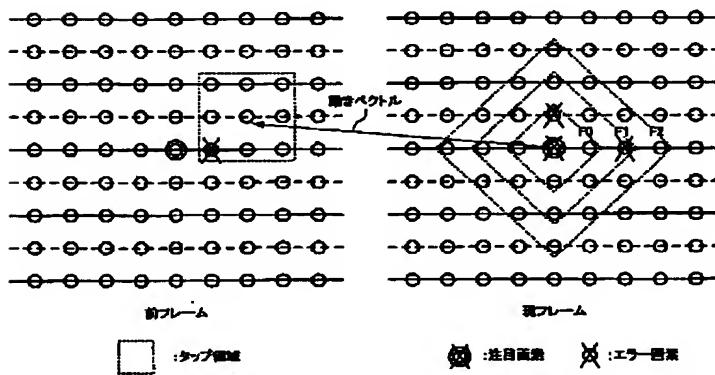 動きベクトル
F0 F1 F2
前フレーム
現フレーム
:タップ領域
:注目画素
:エラー画素